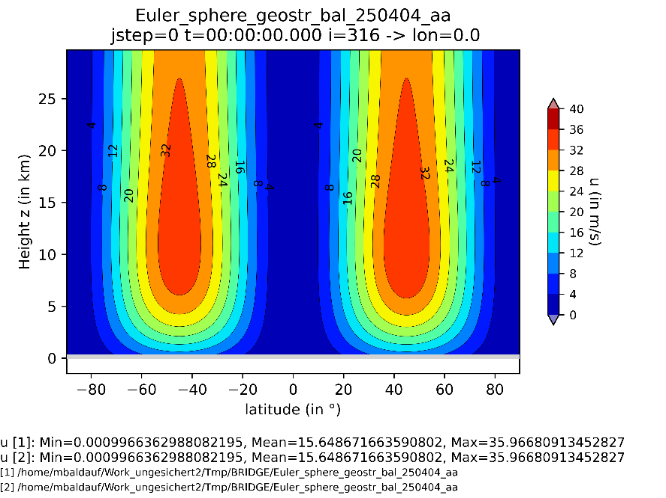 Euler_sphere_geostr_bal_250404_aa
jstep=0 t=00:00:00.000 i=316 -> lon=0.0
Height z (in km)
25
20
15
10
5
0
4 8 12 20 32 28 24 16 8 4
4 8 16 20 28 32 24 12 8 4
−80 −60 −40 −20 0 20 40 60 80
latitude (in °)
40
36
32
28
24
20
16
12
8
4
0
u (in m/s)
u [1]: Min=0.0009966362988082195, Mean=15.648671663590802, Max=35.96680913452827
u [2]: Min=0.0009966362988082195, Mean=15.648671663590802, Max=35.96680913452827
[1] /home/mbaldauf/Work_ungesichert2/Tmp/BRIDGE/Euler_sphere_geostr_bal_250404_aa
[2] /home/mbaldauf/Work_ungesichert2/Tmp/BRIDGE/Euler_sphere_geostr_bal_250404_aa